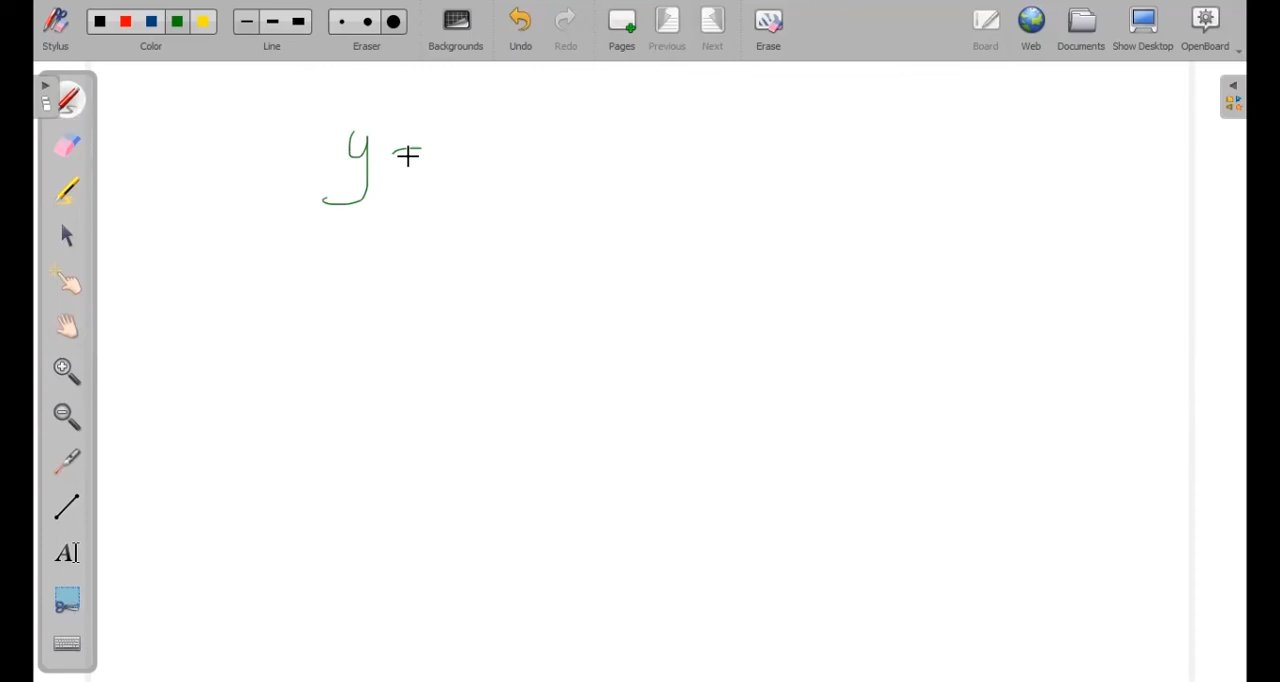 Stylus Color Line Eraser Backgrounds Undo Redo Pages Previous Next Erase Board Web Documents Show Desktop OpenBoard
y =
A